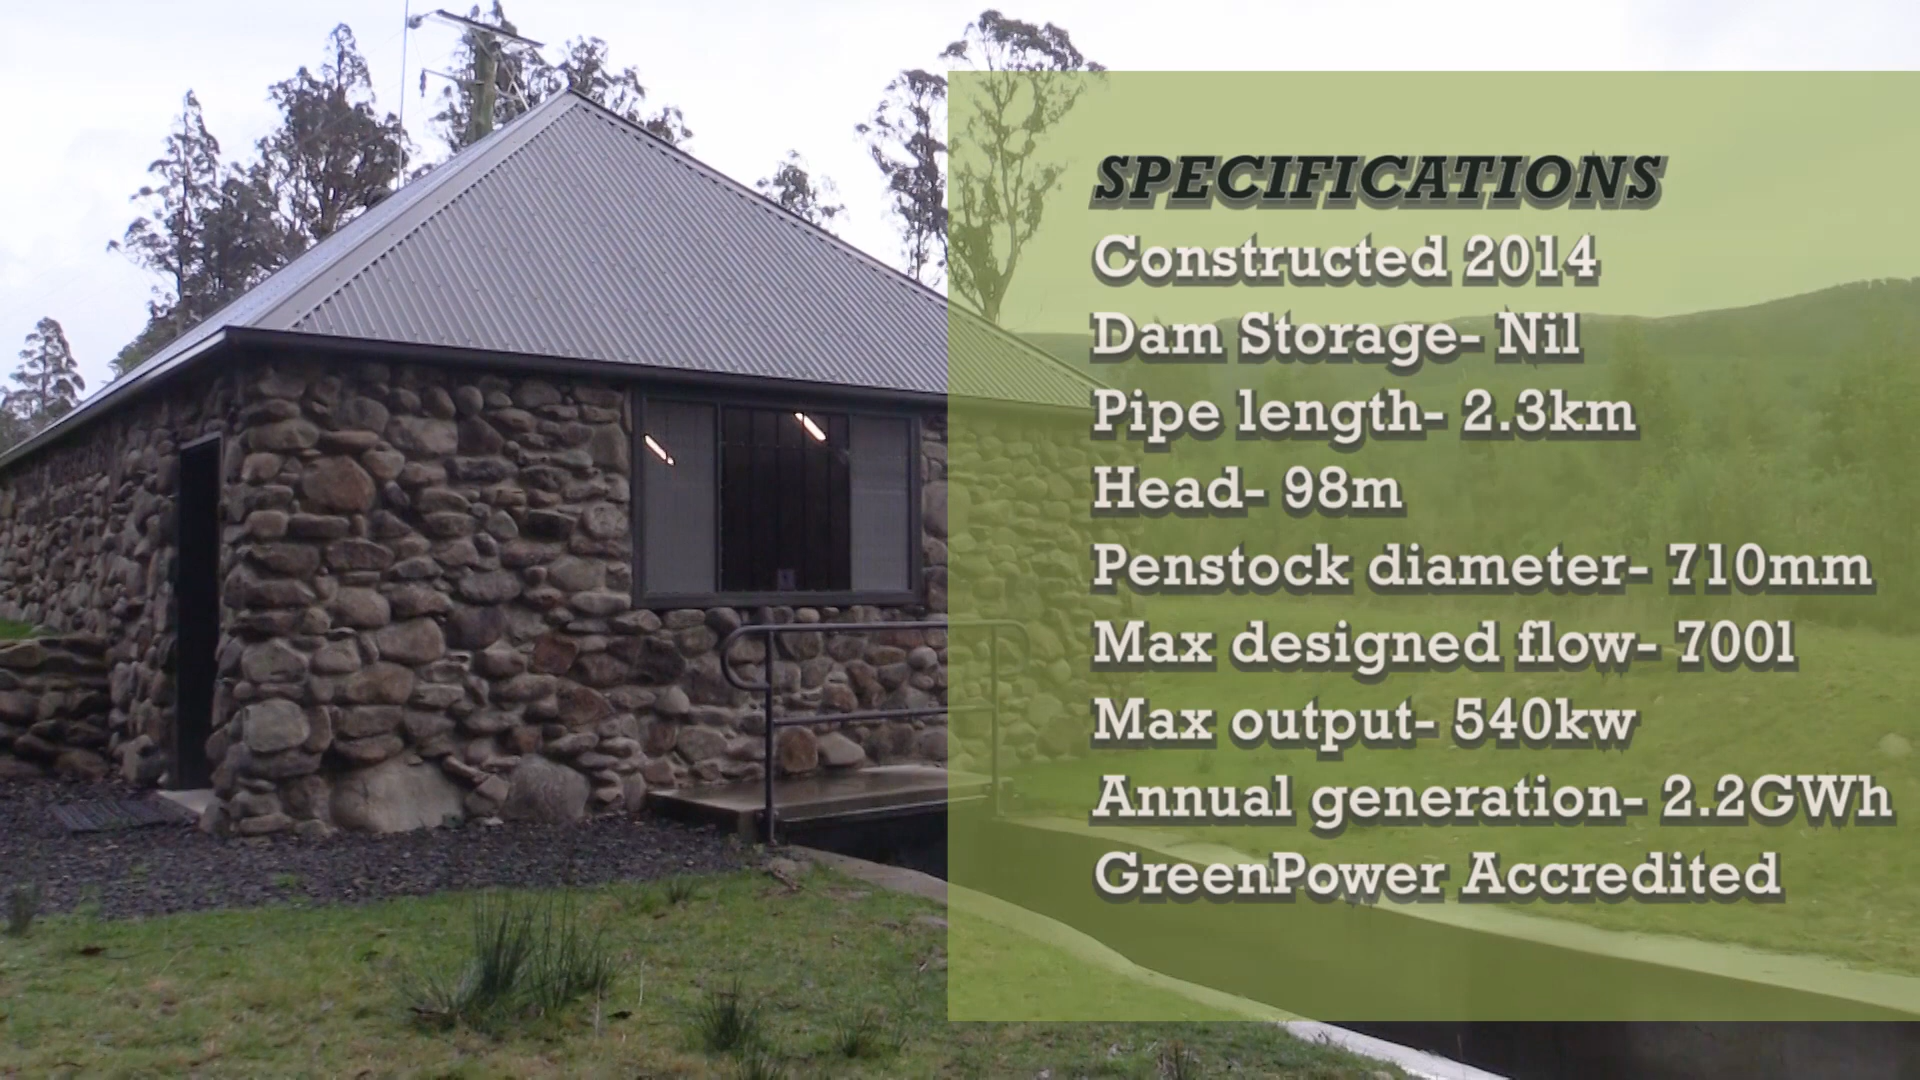 SPECIFICATIONS
Constructed 2014
Dam Storage- Nil
Pipe length- 2.3km
Head- 98m
Penstock diameter- 710mm
Max designed flow- 700l
Max output- 540kw
Annual generation- 2.2GWh
GreenPower Accredited